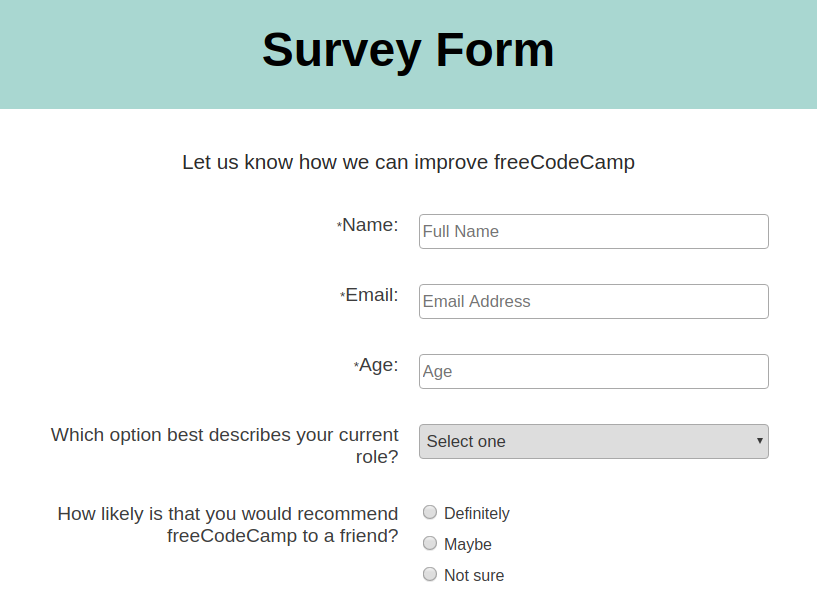 Survey Form
Let us know how we can improve freeCodeCamp
*Name:
Full Name
*Email:
Email Address
*Age:
Age
Which option best describes your current
role?
Select one
How likely is that you would recommend
freeCodeCamp to a friend?
Definitely
Maybe
Not sure